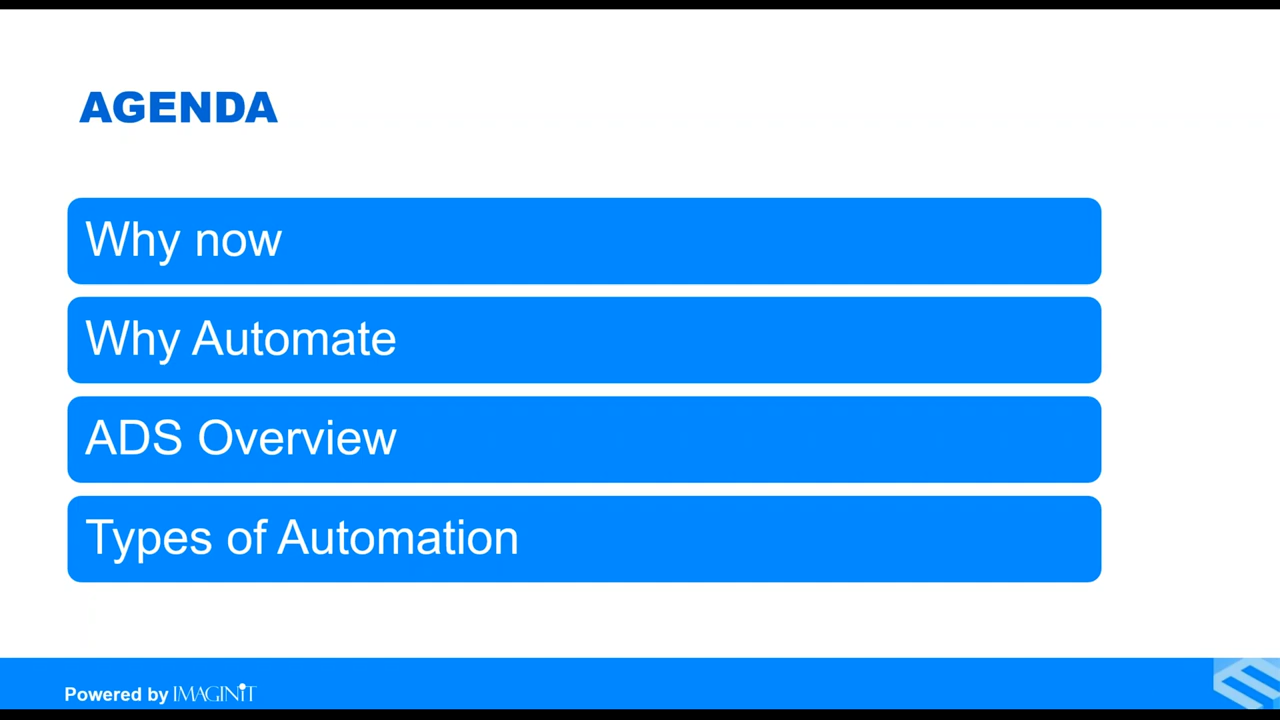 AGENDA
Why now
Why Automate
ADS Overview
Types of Automation
Powered by IMAGINiT